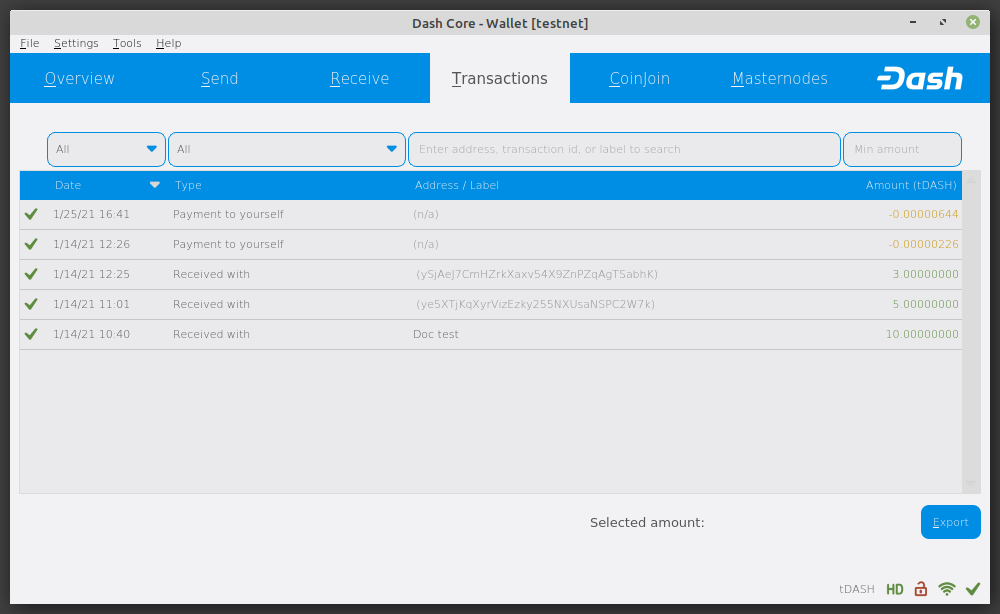 Dash Core - Wallet [testnet]
File Settings Tools Help
Overview Send Receive Transactions CoinJoin Masternodes Dash
All All Enter address, transaction id, or label to search Min amount
Date Type Address / Label Amount (tDASH)
1/25/21 16:41 Payment to yourself (n/a) -0.00000644
1/14/21 12:26 Payment to yourself (n/a) -0.00000226
1/14/21 12:25 Received with (ySjAeJ7CmHZrkXaxv54X9ZnPZqAgTSabhK) 3.00000000
1/14/21 11:01 Received with (ye5XTjKqXyrVizEzky255NXUsaNSPC2W7k) 5.00000000
1/14/21 10:40 Received with Doc test 10.00000000
Selected amount: Export
tDASH HD